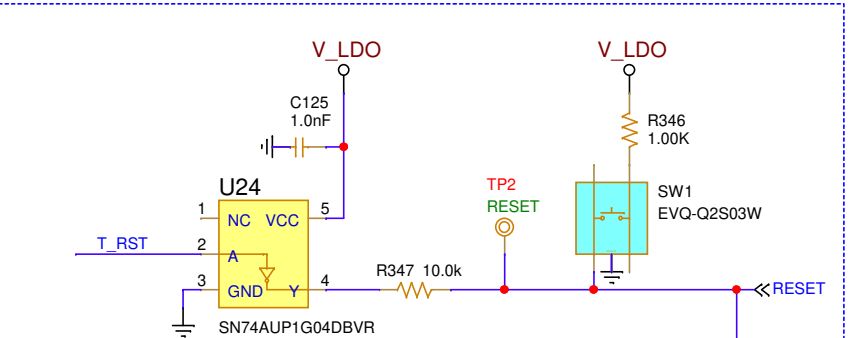 V_LDO
V_LDO
C125
1.0nF
R346
1.00K
U24
TP2
RESET
SW1
EVQ-Q2S03W
1
NC
VCC
5
T_RST
2
A
R347 10.0k
3
GND
Y
4
RESET
SN74AUP1G04DBVR